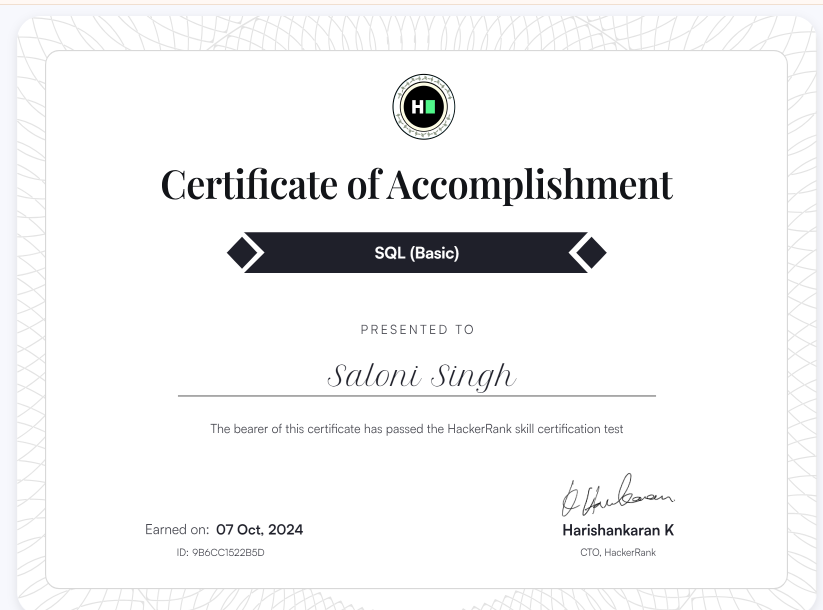 H
Certificate of Accomplishment
SQL (Basic)
PRESENTED TO
Saloni Singh
The bearer of this certificate has passed the HackerRank skill certification test
Earned on: 07 Oct, 2024
ID: 9B6CC1522B5D
Harishankaran K
CTO, HackerRank